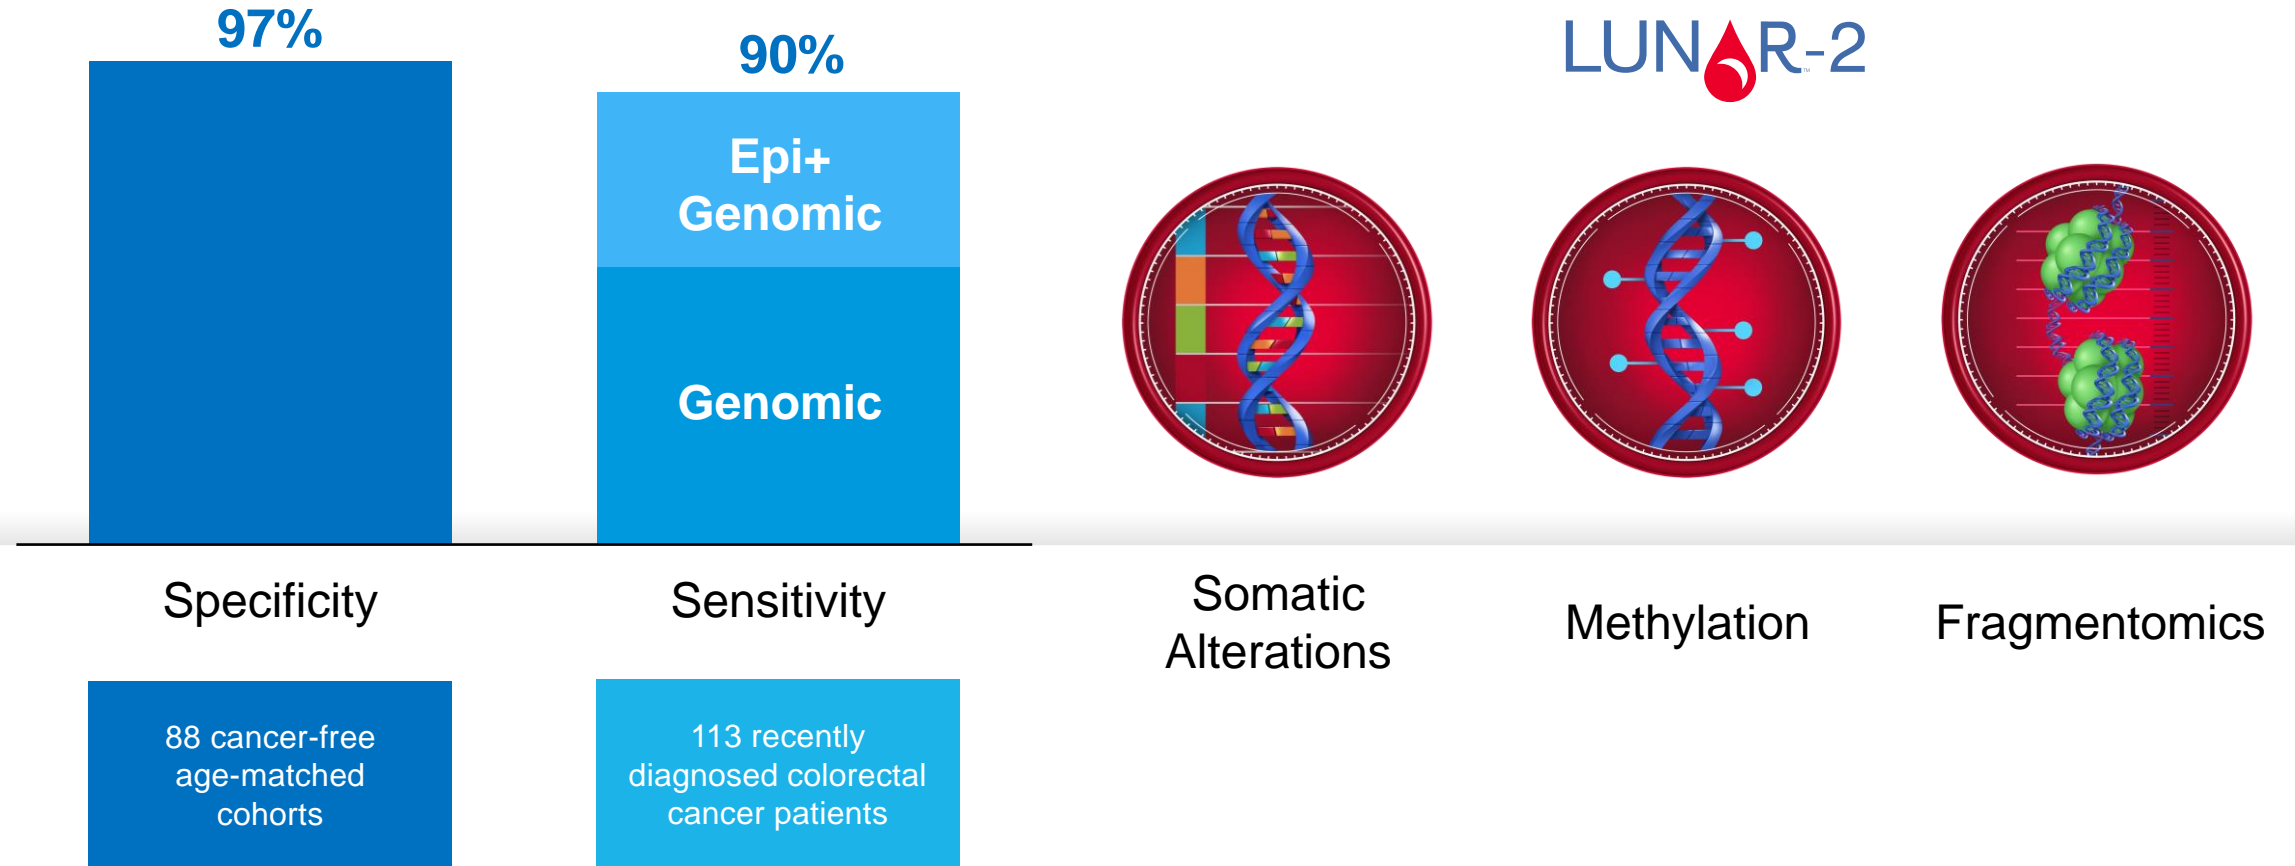 97%
90%
Epi+
Genomic
Genomic
Specificity
Sensitivity
88 cancer-free
age-matched
cohorts
113 recently
diagnosed colorectal
cancer patients
LUNAR-2
Somatic
Alterations
Methylation
Fragmentomics